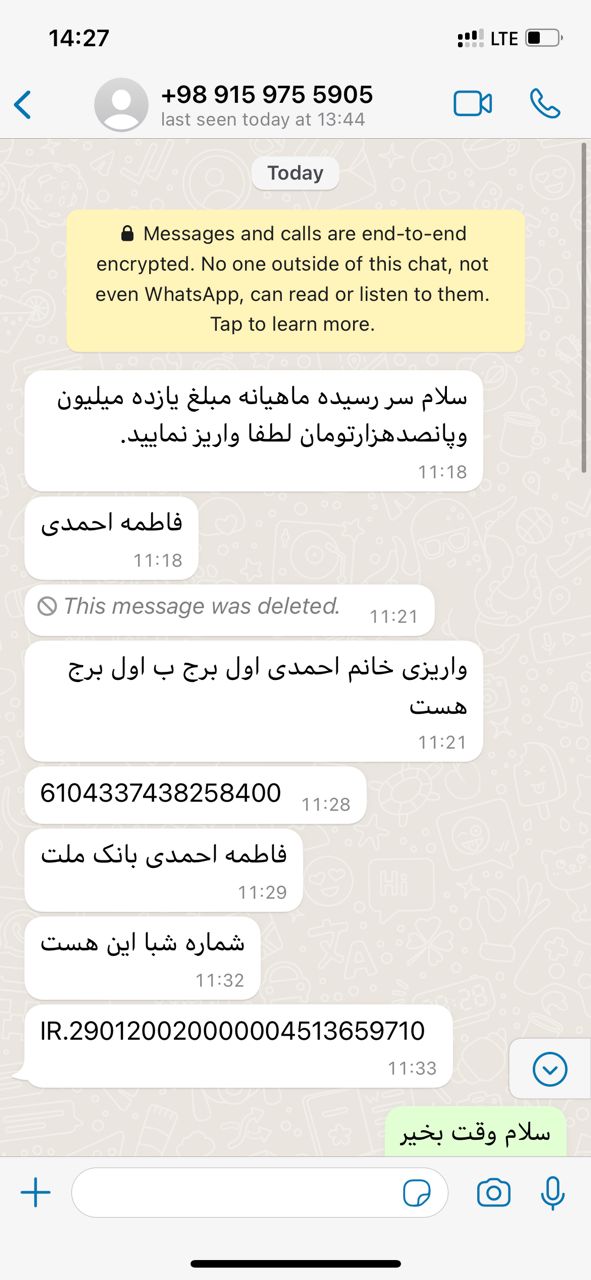 14:27
LTE
+98 915 975 5905
last seen today at 13:44
Today
Messages and calls are end-to-end
encrypted. No one outside of this chat, not
even WhatsApp, can read or listen to them.
Tap to learn more.
سلام سر رسیده ماهیانه مبلغ یازده میلیون
وپانصدهزارتومان لطفا واریز نمایید.
11:18
فاطمه احمدی
11:18
This message was deleted.
11:21
واریزی خانم احمدی اول برج ب اول برج
هست
11:21
6104337438258400
11:28
فاطمه احمدی بانک ملت
11:29
شماره شبا این هست
11:32
IR.290120020000004513659710
11:33
سلام وقت بخیر